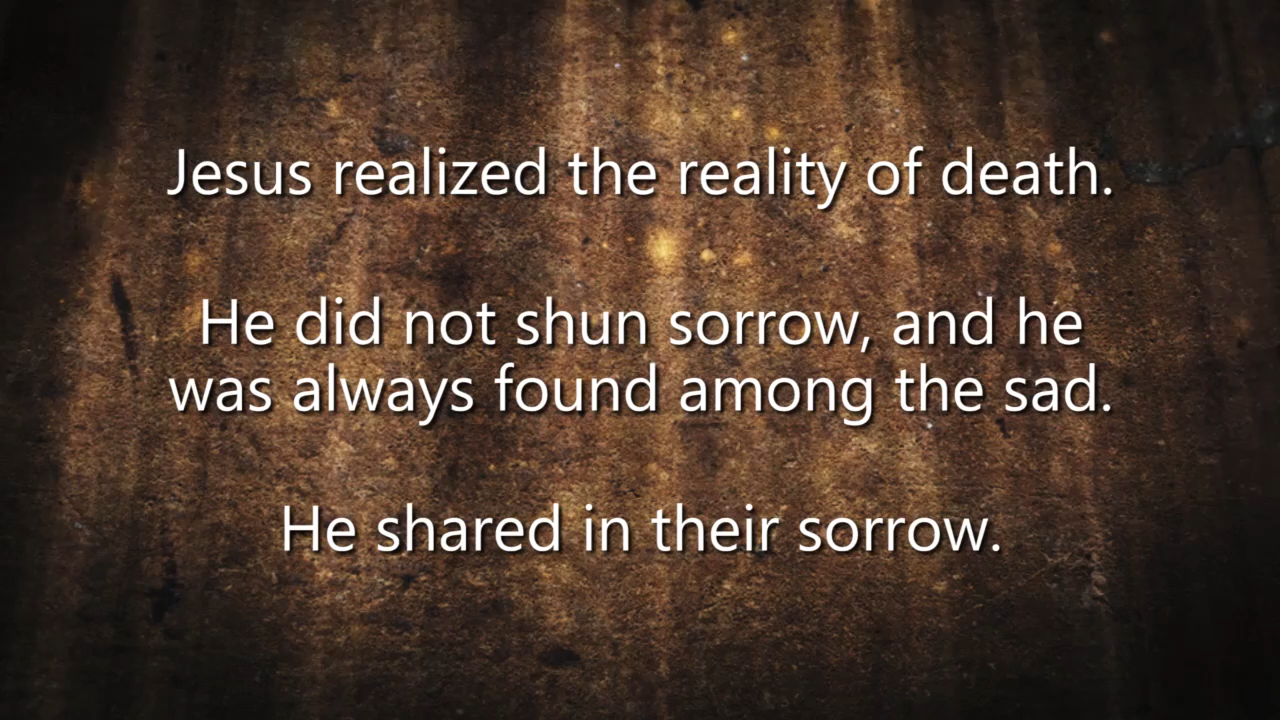 Jesus realized the reality of death.
He did not shun sorrow, and he
was always found among the sad.
He shared in their sorrow.